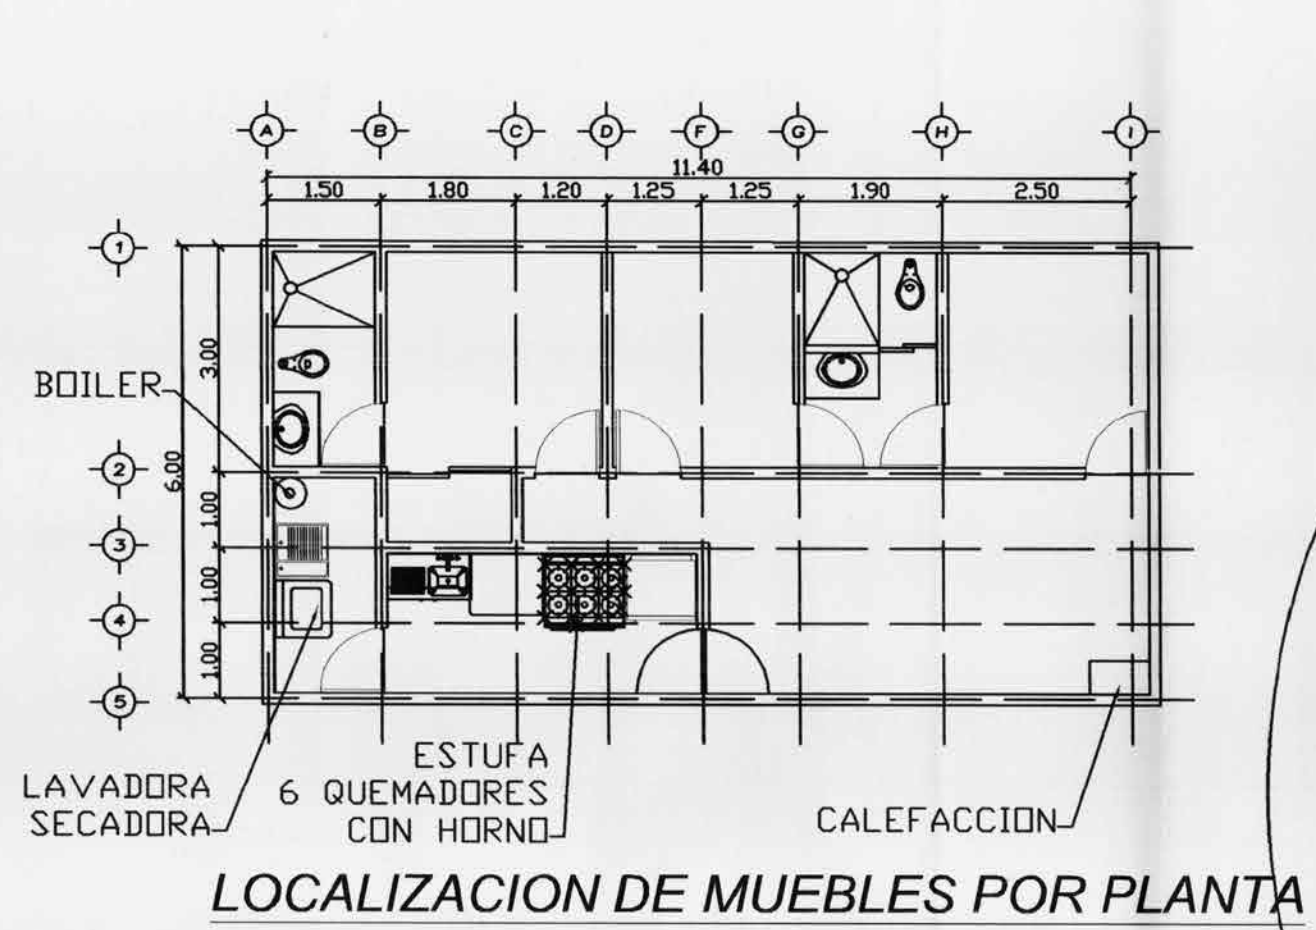 A B C D F G H I
11.40
1.50 1.80 1.20 1.25 1.25 1.90 2.50
1
3.00
BOILER
2
6.00
1.00
3
1.00
4
1.00
5
ESTUFA
6 QUEMADORES
CON HORNO
LAVADORA
SECADORA
CALEFACCION
LOCALIZACION DE MUEBLES POR PLANTA